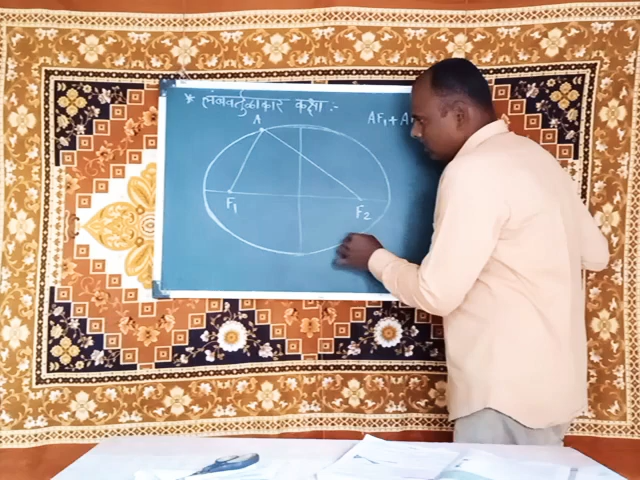 * लंबवर्तुळाकार कक्षा :-
A
AF₁ + A
F₁
F₂